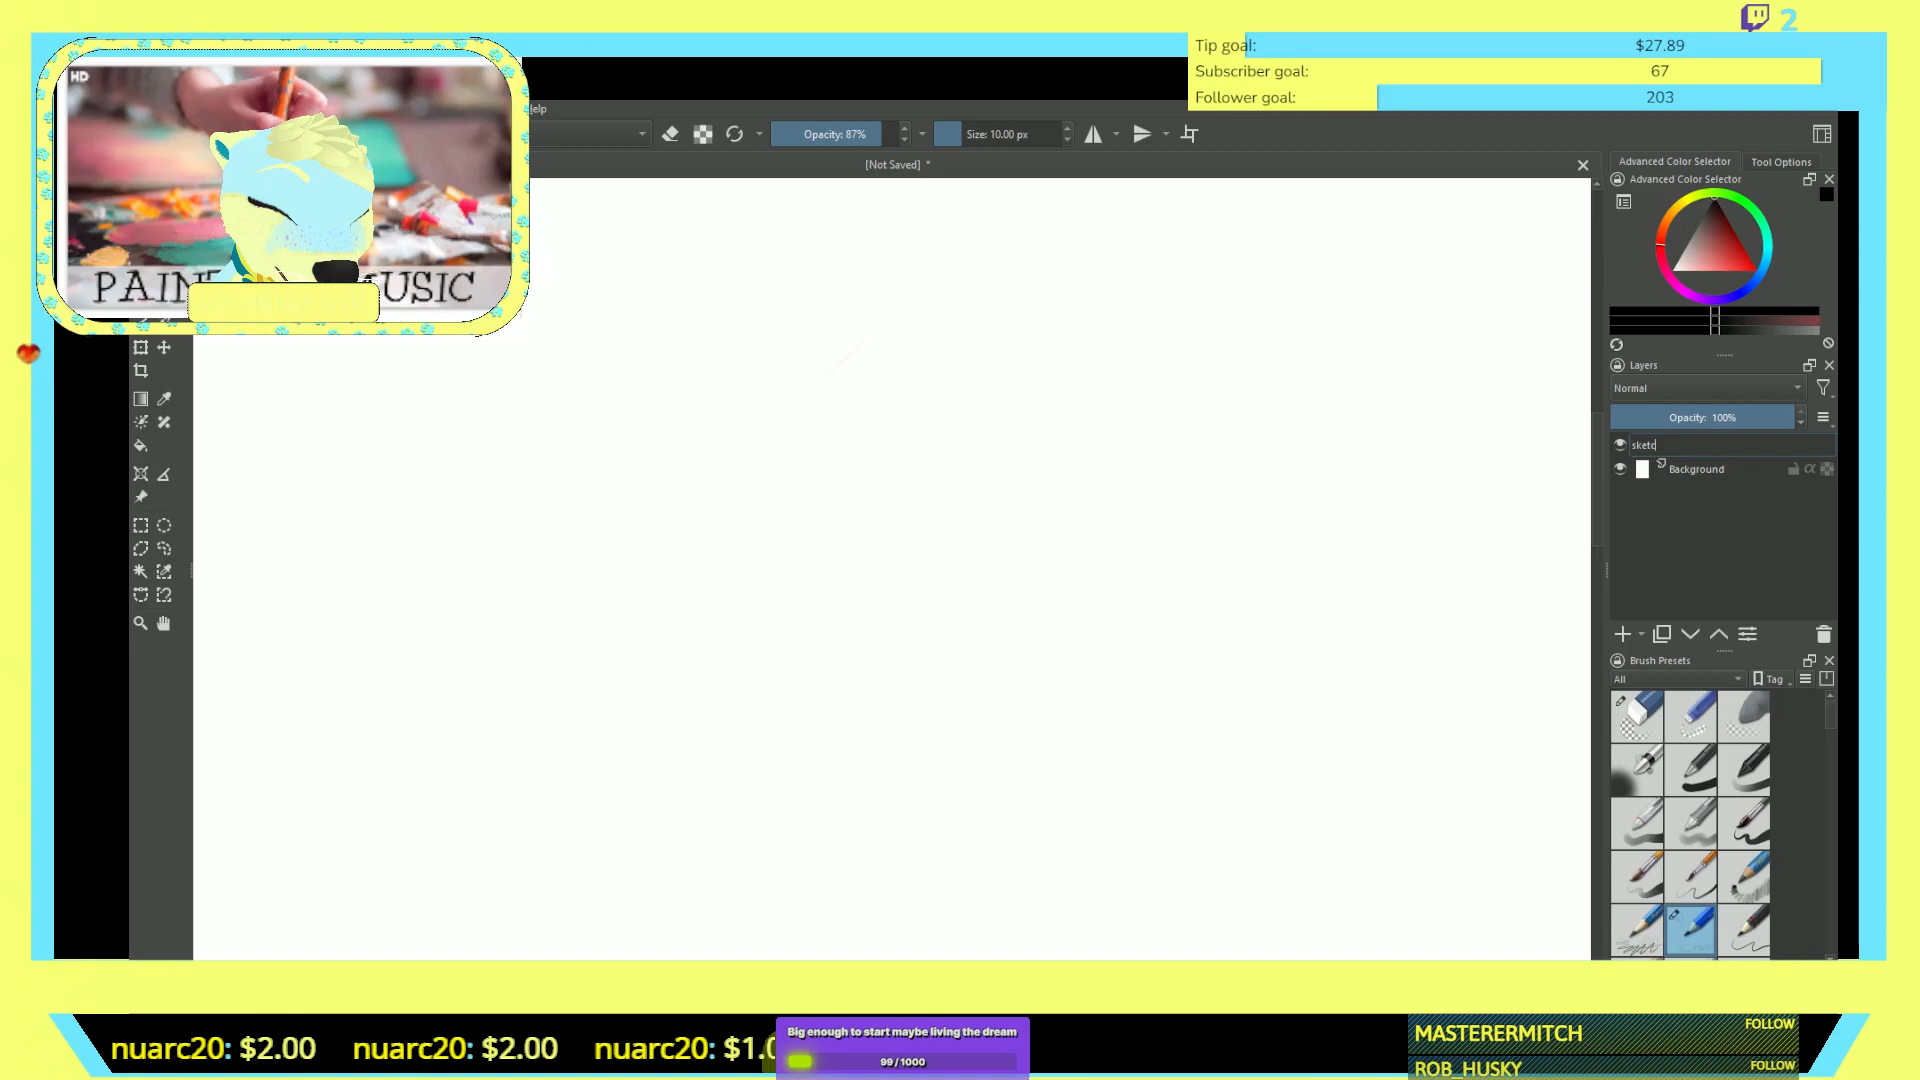 2
Tip goal: $27.89
Subscriber goal: 67
Follower goal: 203
HD
elp
Opacity: 87%
Size: 10.00 px
[Not Saved] *
Advanced Color Selector
Tool Options
Advanced Color Selector
PAIN
USIC
Layers
Normal
Opacity: 100%
sketc
Background
Brush Presets
All
Tag
nuarc20: $2.00 nuarc20: $2.00 nuarc20: $1.0
Big enough to start maybe living the dream
99 / 1000
MASTERERMITCH FOLLOW
ROB_HUSKY FOLLOW